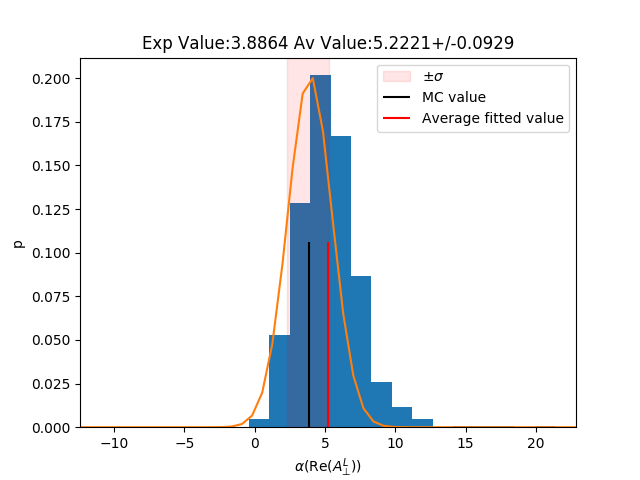 Exp Value:3.8864 Av Value:5.2221+/-0.0929
±σ
MC value
Average fitted value
0.200
0.175
0.150
0.125
0.100
0.075
0.050
0.025
0.000
p
−10
−5
0
5
10
15
20
α(Re(A_⊥^L))